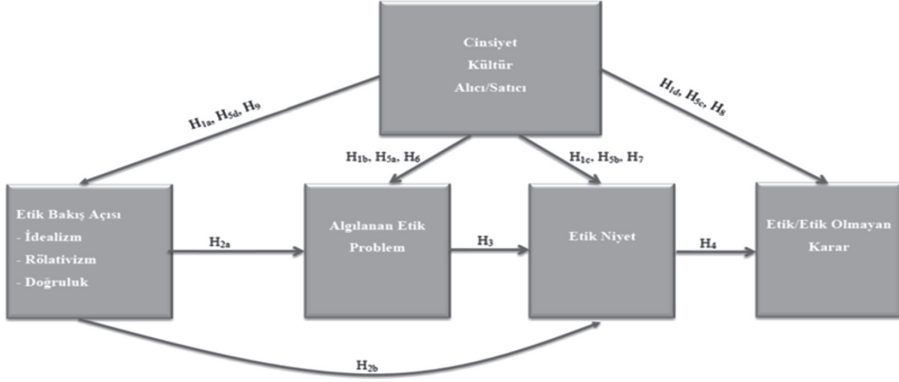 Cinsiyet
Kültür
Alıcı/Satıcı
H1a, H5d, H9
H1d, H5c, H8
H1b, H5a, H6
H1c, H5b, H7
Etik Bakış Açısı
- İdealizm
- Rölativizm
- Doğruluk
H2a
Algılanan Etik
Problem
H3
Etik Niyet
H4
Etik/Etik Olmayan
Karar
H2b